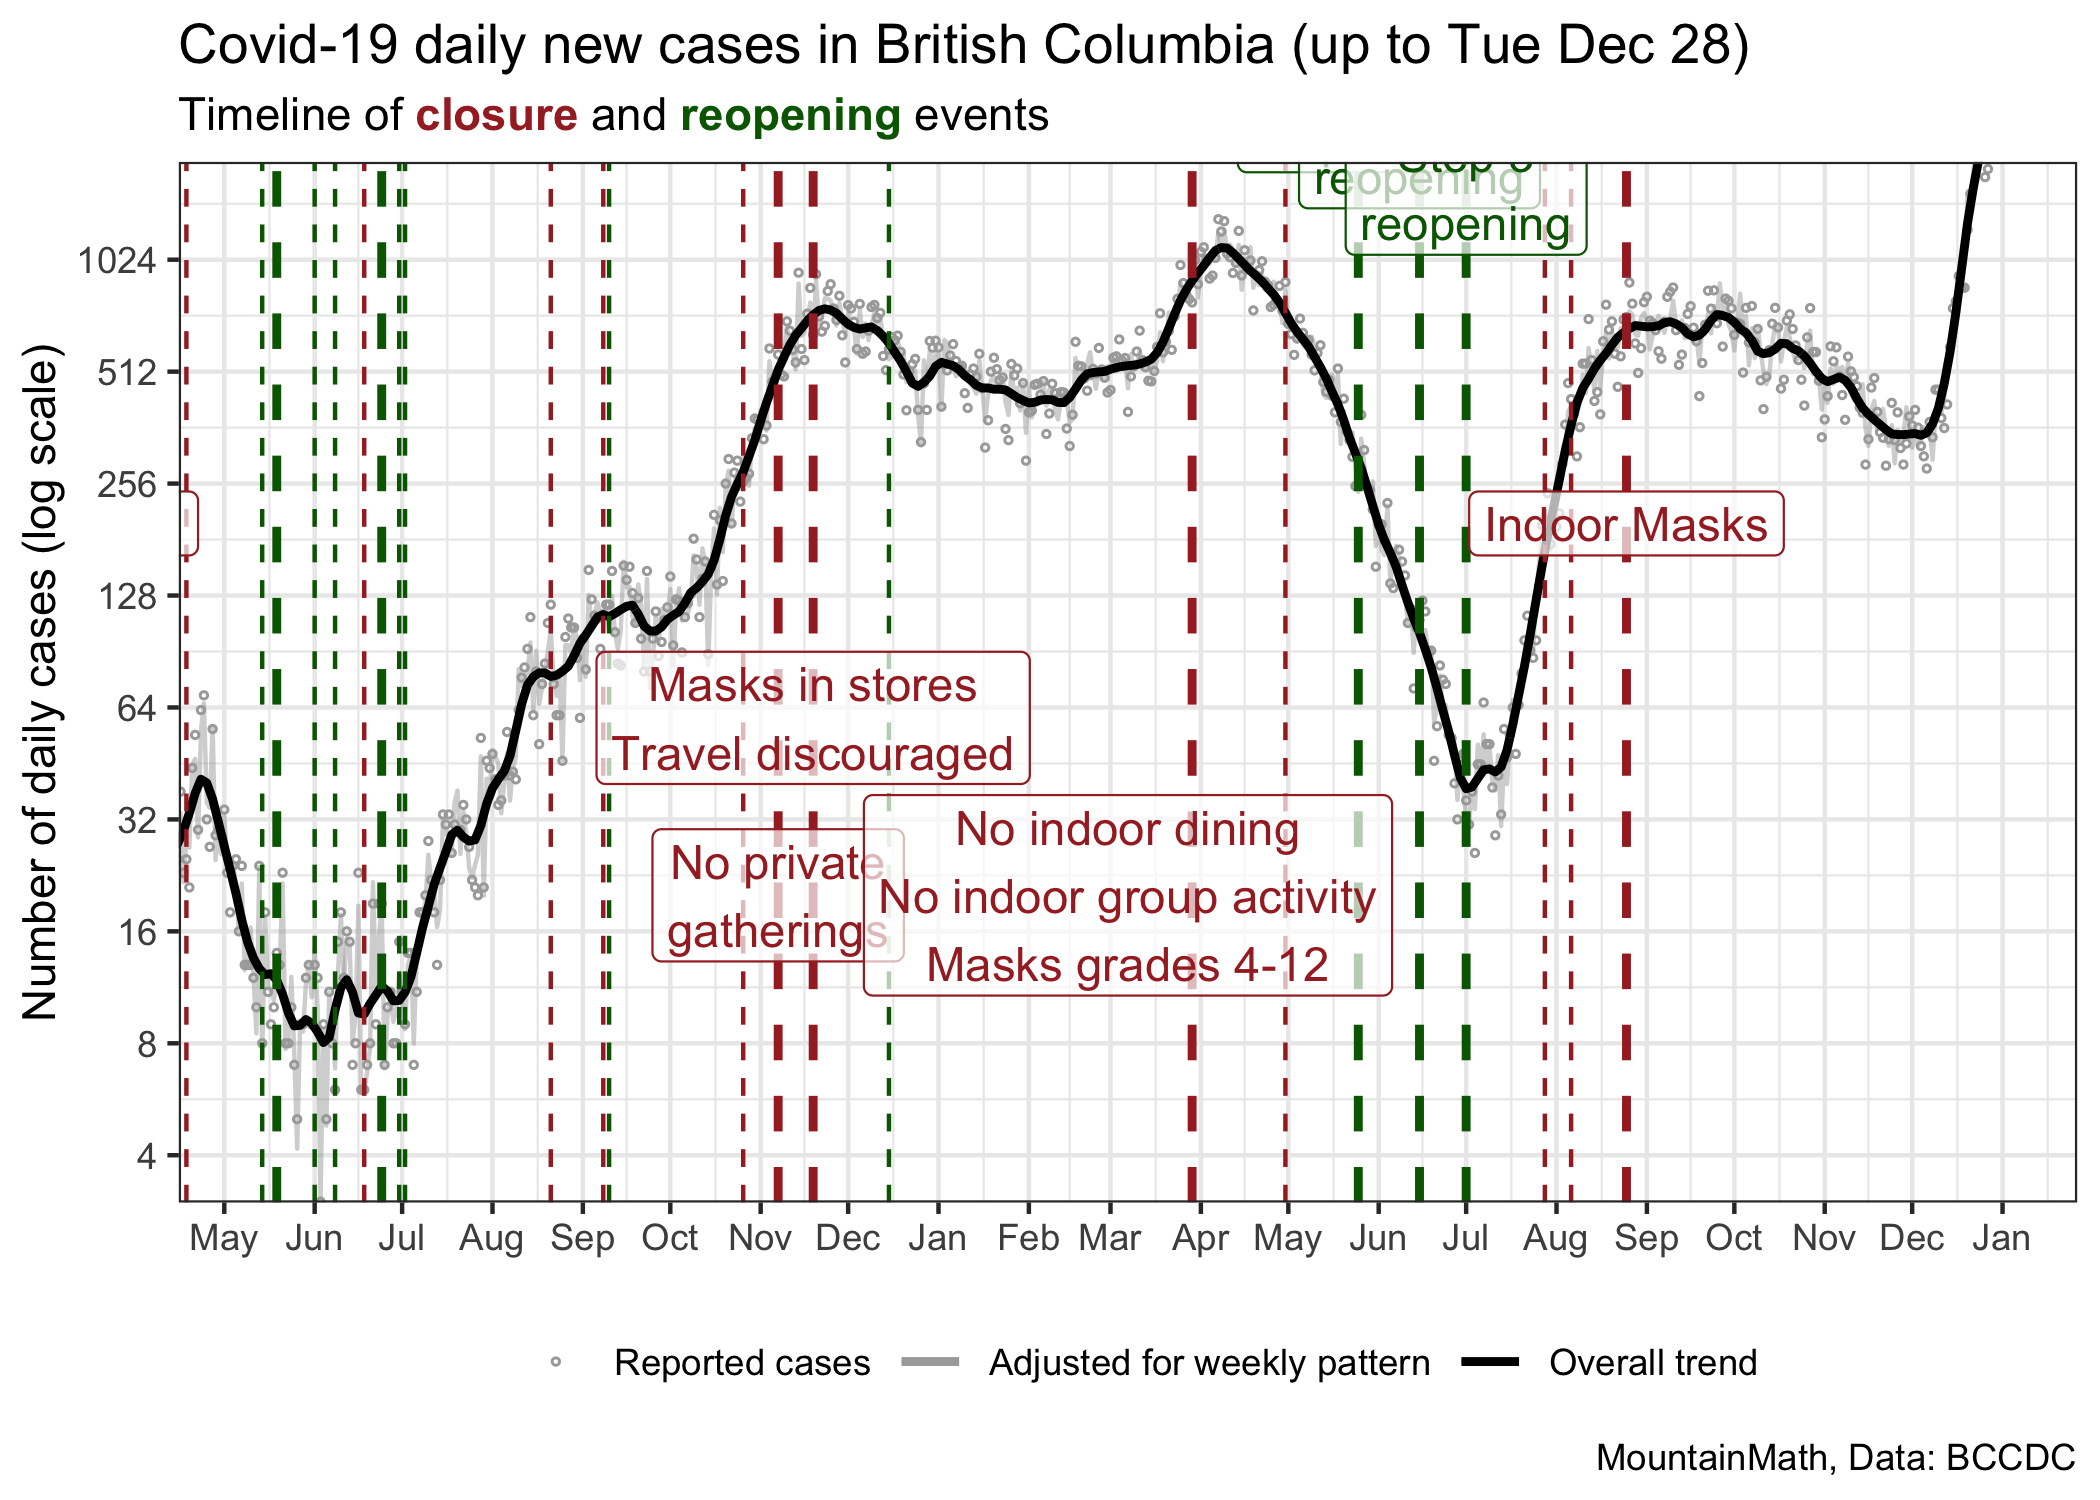 Covid-19 daily new cases in British Columbia (up to Tue Dec 28)
Timeline of closure and reopening events
Number of daily cases (log scale)
1024
512
256
128
64
32
16
8
4
reopening
reopening
Indoor Masks
Masks in stores
Travel discouraged
No private
gatherings
No indoor dining
No indoor group activity
Masks grades 4-12
May Jun Jul Aug Sep Oct Nov Dec Jan Feb Mar Apr May Jun Jul Aug Sep Oct Nov Dec Jan
Reported cases Adjusted for weekly pattern Overall trend
MountainMath, Data: BCCDC